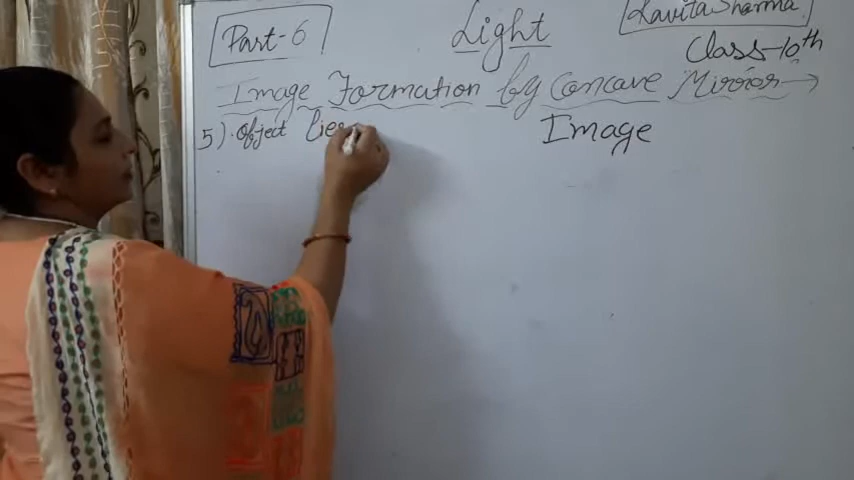 Part-6
Light
Kavita Sharma
Class-10th
Image Formation by Concave Mirror →
5) Object lies
Image